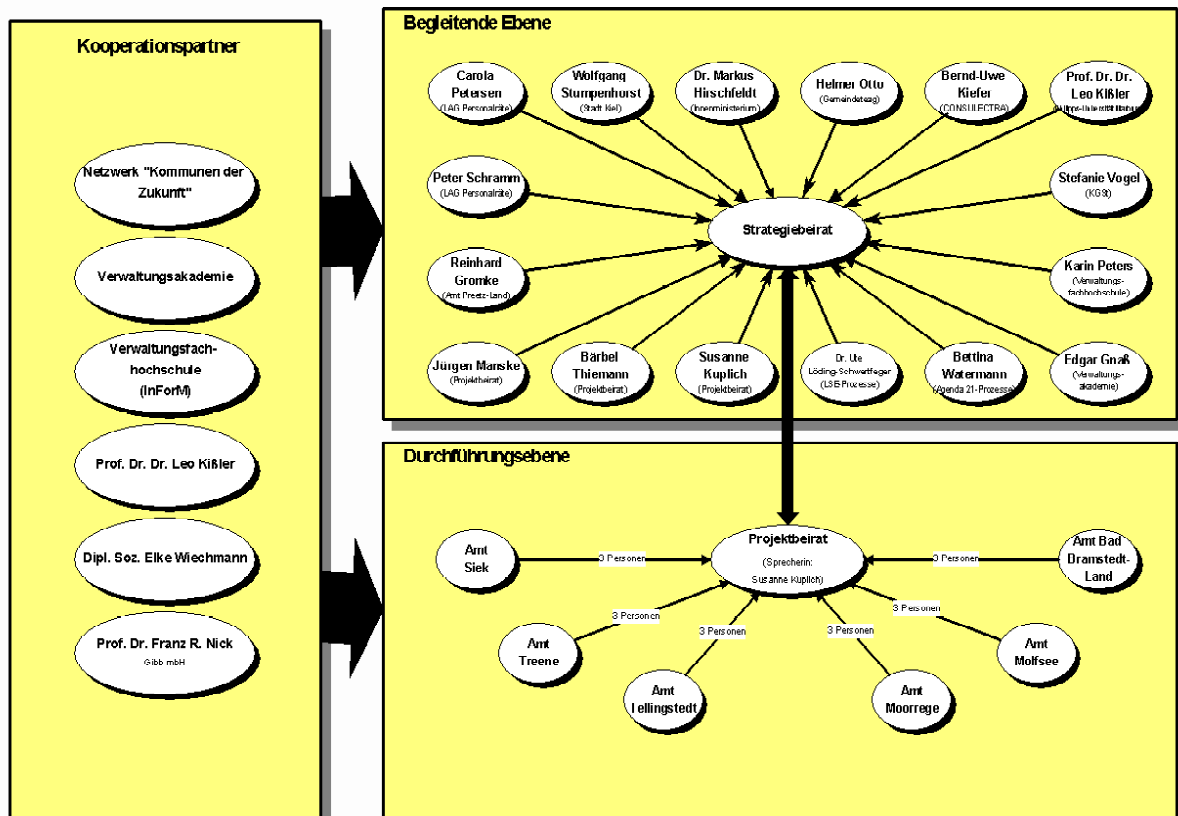 Kooperationspartner
Netzwerk "Kommunen der
Zukunft"
Verwaltungsakademie
Verwaltungsfach-
hochschule
(InForM)
Prof. Dr. Dr. Leo Kißler
Dipl. Soz. Elke Wiechmann
Prof. Dr. Franz R. Nick
Gibb mbH
Begleitende Ebene
Carola
Petersen
(LAG Personalräte)
Wolfgang
Stumpenhorst
(Stadt Kiel)
Dr. Markus
Hirschfeldt
(Innenministerium)
Helmer Otto
(Gemeindetag)
Bernd-Uwe
Kiefer
(CONSULECTRA)
Prof. Dr. Dr.
Leo Kißler
Peter Schramm
(LAG Personalräte)
Stefanie Vogel
(KGSt)
Strategiebeirat
Reinhard
Gromke
(Amt Preetz-Land)
Karin Peters
(Verwaltungs-
fachhochschule)
Jürgen Manske
(Projektbeirat)
Bärbel
Thiemann
(Projektbeirat)
Susanne
Kuplich
(Projektbeirat)
Dr. Ute
Löding-Schwertfeger
(LSE-Prozesse)
Bettina
Watermann
(Agenda 21-Prozesse)
Edgar Gnaß
(Verwaltungs-
akademie)
Durchführungsebene
Projektbeirat
(Sprecherin:
Susanne Kuplich)
Amt
Siek
3 Personen
3 Personen
Amt Bad
Bramstedt-
Land
3 Personen
3 Personen
3 Personen
3 Personen
Amt
Treene
Amt
Molfsee
Amt
Tellingstedt
Amt
Moorrege